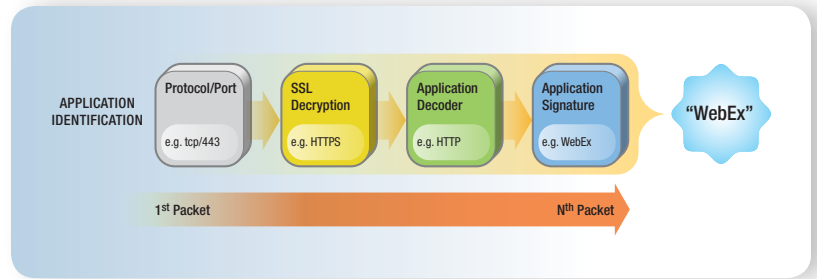 APPLICATION
IDENTIFICATION
Protocol/Port
e.g. tcp/443
SSL
Decryption
e.g. HTTPS
Application
Decoder
e.g. HTTP
Application
Signature
e.g. WebEx
“WebEx”
1st Packet
Nth Packet